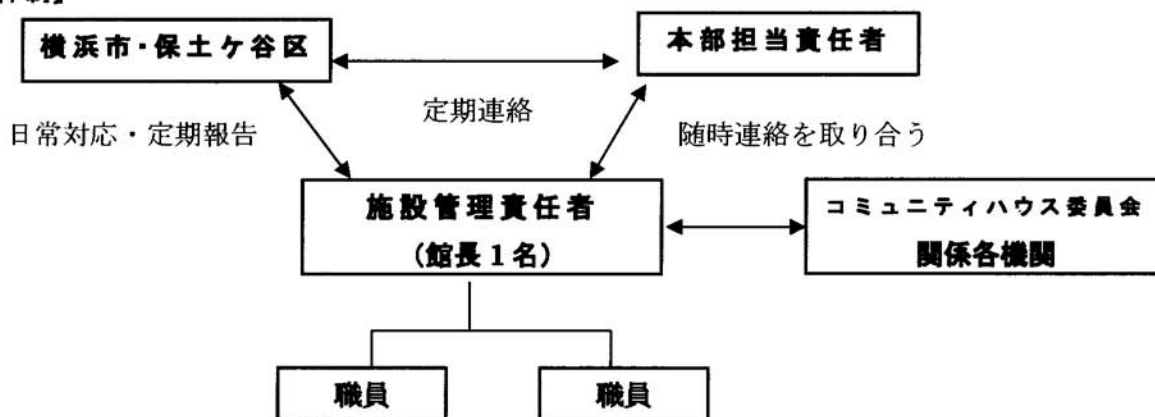 横浜市・保土ケ谷区
本部担当責任者
定期連絡
日常対応・定期報告
随時連絡を取り合う
施設管理責任者
(館長1名)
コミュニティハウス委員会
関係各機関
職員
職員